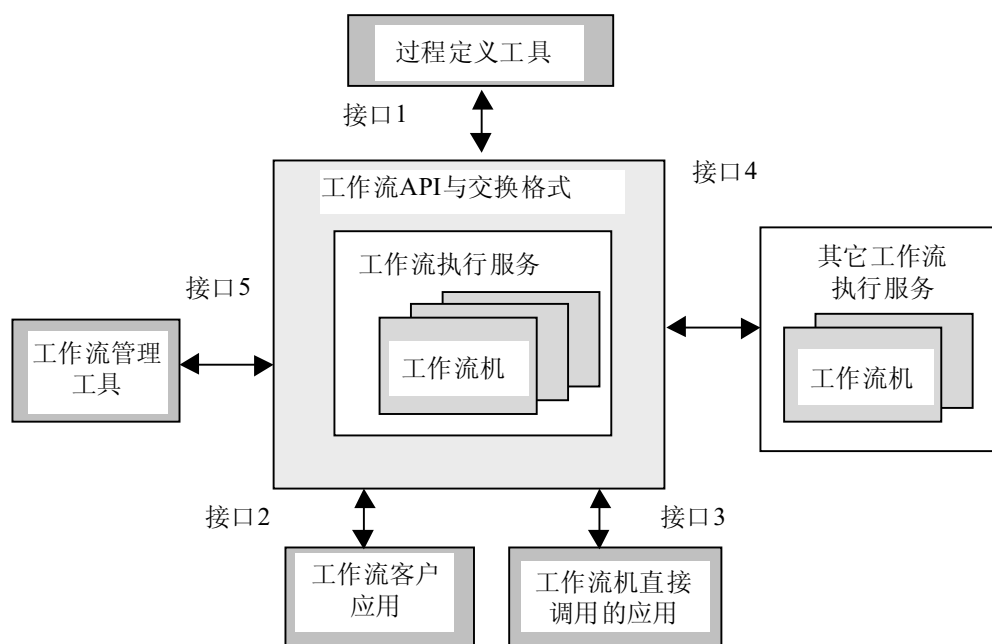 过程定义工具
接口1
接口4
工作流API与交换格式
工作流执行服务
工作流机
接口5
工作流管理
工具
其它工作流
执行服务
工作流机
接口2
接口3
工作流客户
应用
工作流机直接
调用的应用